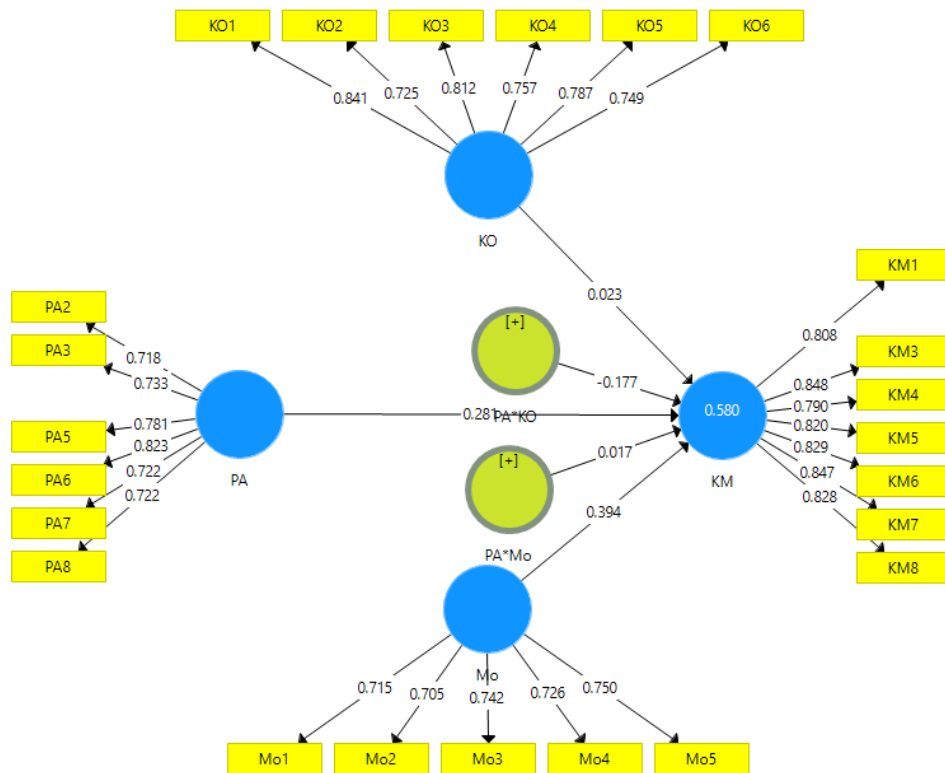 KO1 KO2 KO3 KO4 KO5 KO6
0.841 0.725 0.812 0.757 0.787 0.749
KO
PA2
PA3
PA5
PA6
PA7
PA8
0.718
0.733
0.781
0.823
0.722
0.722
PA
0.023
[+]
-0.177
0.281
PA*KO
[+]
0.017
PA*Mo
0.394
0.580
KM
0.808
0.848
0.790
0.820
0.829
0.847
0.828
KM1
KM3
KM4
KM5
KM6
KM7
KM8
Mo
0.715 0.705 0.742 0.726 0.750
Mo1 Mo2 Mo3 Mo4 Mo5